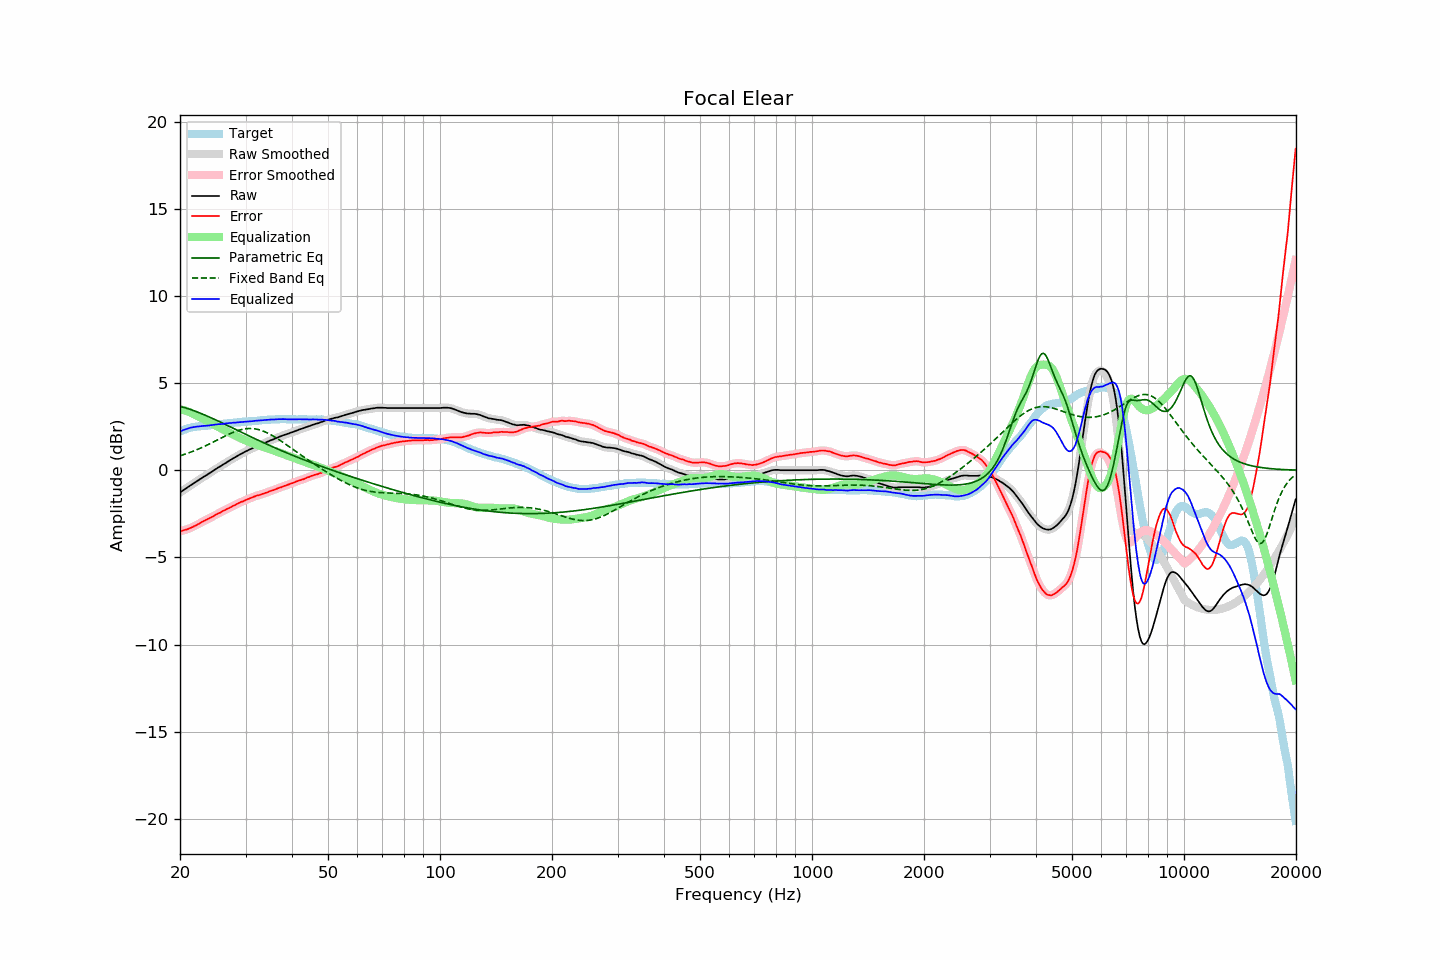 Focal Elear
20
15
10
5
0
−5
−10
−15
−20
Amplitude (dBr)
Target
Raw Smoothed
Error Smoothed
Raw
Error
Equalization
Parametric Eq
Fixed Band Eq
Equalized
20 50 100 200 500 1000 2000 5000 10000 20000
Frequency (Hz)